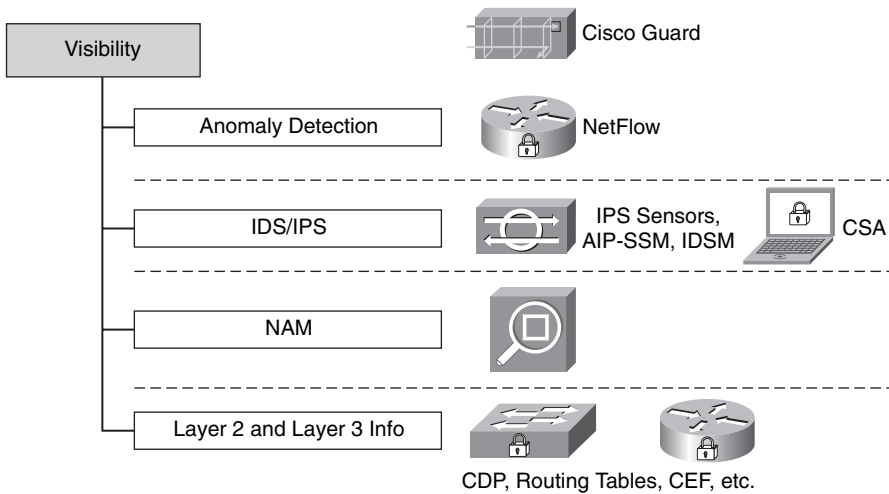 Visibility
Cisco Guard
Anomaly Detection
NetFlow
IDS/IPS
IPS Sensors,
AIP-SSM, IDSM
CSA
NAM
Layer 2 and Layer 3 Info
CDP, Routing Tables, CEF, etc.